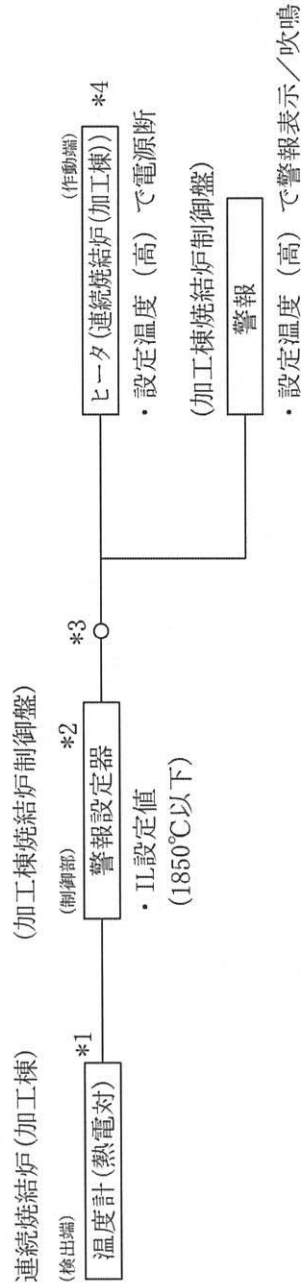 連続焼結炉(加工棟)
(検出端)
温度計(熱電対)
*1
(加工棟焼結炉制御盤)
(制御部)
*2
警報設定器
・IL設定値
(1850℃以下)
*3
(作動端)
ヒータ(連続焼結炉(加工棟))
*4
・設定温度(高)で電源断
(加工棟焼結炉制御盤)
警報
・設定温度(高)で警報表示/吹鳴